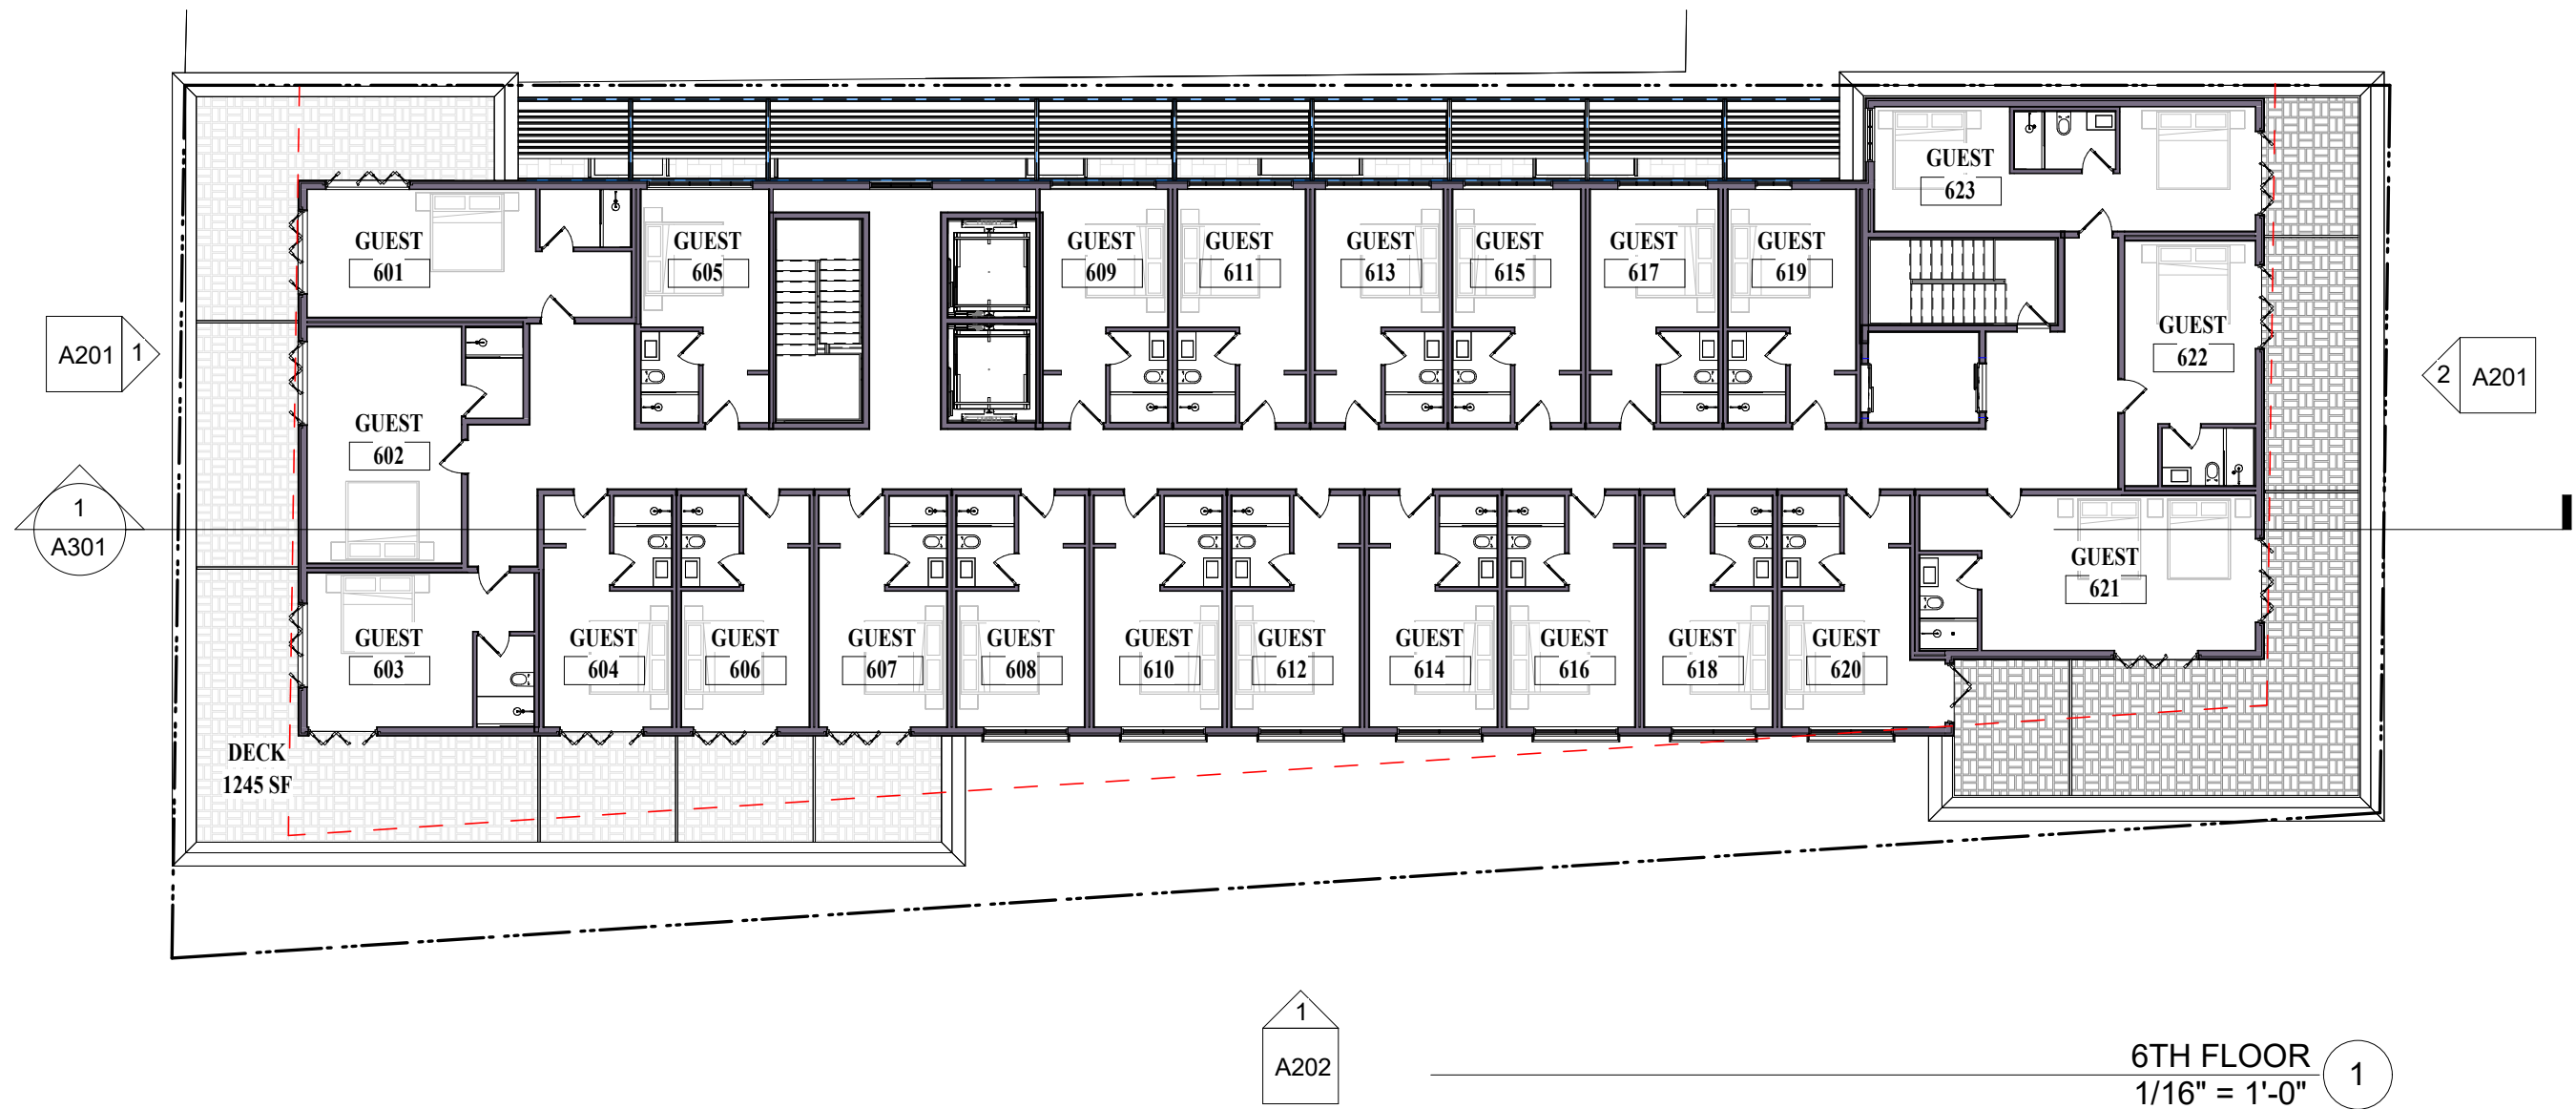 GUEST
623
GUEST
601
GUEST
605
GUEST
609
GUEST
611
GUEST
613
GUEST
615
GUEST
617
GUEST
619
GUEST
622
A201 1
2 A201
GUEST
602
1
A301
GUEST
621
GUEST
603
GUEST
604
GUEST
606
GUEST
607
GUEST
608
GUEST
610
GUEST
612
GUEST
614
GUEST
616
GUEST
618
GUEST
620
DECK
1245 SF
1
A202
6TH FLOOR
1/16" = 1'-0"
1